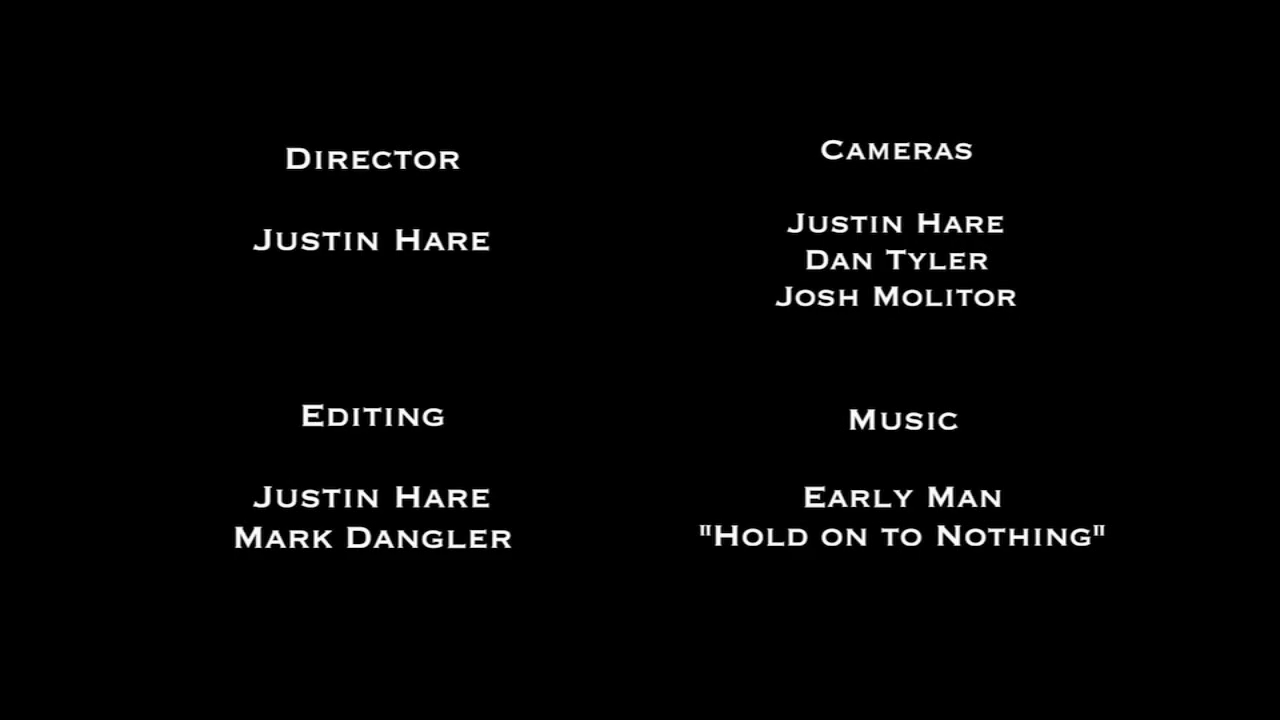 Director
Justin Hare
Cameras
Justin Hare
Dan Tyler
Josh Molitor
Editing
Justin Hare
Mark Dangler
Music
Early Man
"Hold on to Nothing"